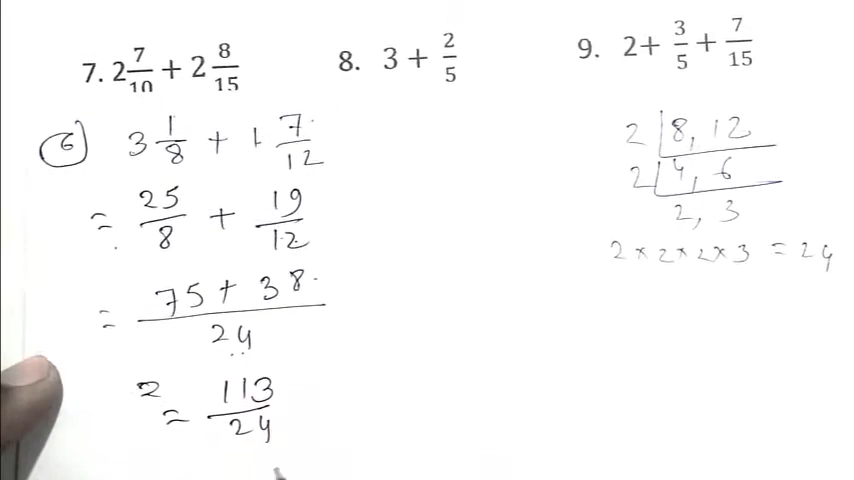 7. 2 7/10 + 2 8/15
8. 3 + 2/5
9. 2+ 3/5 + 7/15
6) 3 1/8 + 1 7/12
= 25/8 + 19/12
= 75 + 38 / 24
2 = 113/24
2 | 8, 12
2 | 4, 6
2, 3
2 × 2 × 2 × 3 = 24